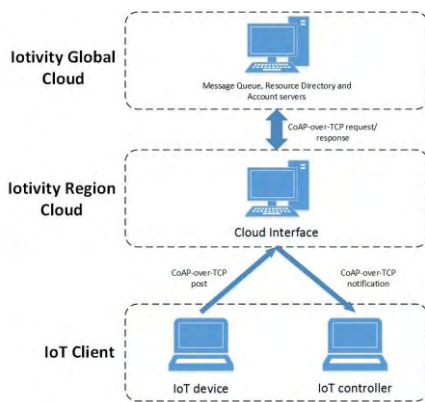 Iotivity Global
Cloud
Message Queue, Resource Directory and
Account servers
CoAP-over-TCP request/
response
Iotivity Region
Cloud
Cloud Interface
CoAP-over-TCP
post
CoAP-over-TCP
notification
IoT Client
IoT device
IoT controller